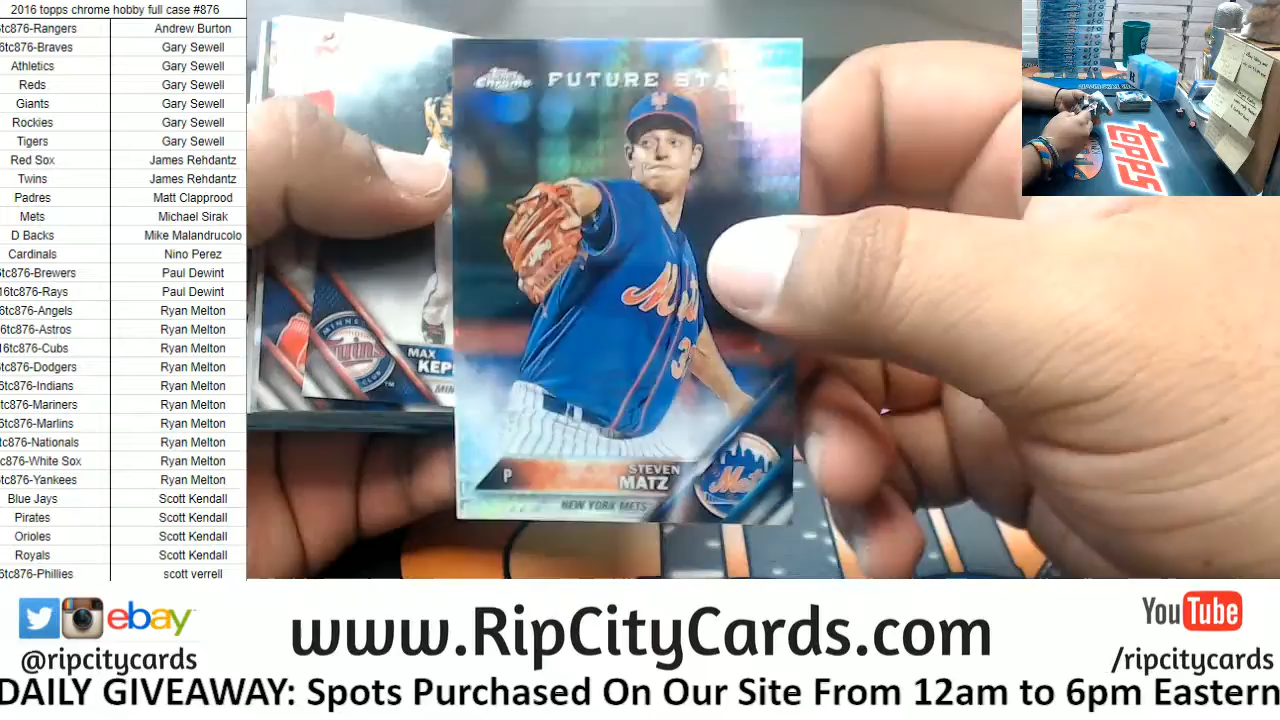 2016 topps chrome hobby full case #876
6tc876-Rangers Andrew Burton
6tc876-Braves Gary Sewell
Athletics Gary Sewell
Reds Gary Sewell
Giants Gary Sewell
Rockies Gary Sewell
Tigers Gary Sewell
Red Sox James Rehdantz
Twins James Rehdantz
Padres Matt Clapprood
Mets Michael Sirak
D Backs Mike Malandrucolo
Cardinals Nino Perez
6tc876-Brewers Paul Dewint
16tc876-Rays Paul Dewint
6tc876-Angels Ryan Melton
6tc876-Astros Ryan Melton
16tc876-Cubs Ryan Melton
tc876-Dodgers Ryan Melton
6tc876-Indians Ryan Melton
tc876-Mariners Ryan Melton
6tc876-Marlins Ryan Melton
tc876-Nationals Ryan Melton
tc876-White Sox Ryan Melton
tc876-Yankees Ryan Melton
Blue Jays Scott Kendall
Pirates Scott Kendall
Orioles Scott Kendall
Royals Scott Kendall
6tc876-Phillies scott verrell
Topps Chrome
FUTURE STA
Mets
P
STEVEN
MATZ
NEW YORK METS
Mets
MINNE
Twins
CLUB
MAX
KEP
MIN
topps
ebay
@ripcitycards
www.RipCityCards.com
YouTube
/ripcitycards
DAILY GIVEAWAY: Spots Purchased On Our Site From 12am to 6pm Eastern